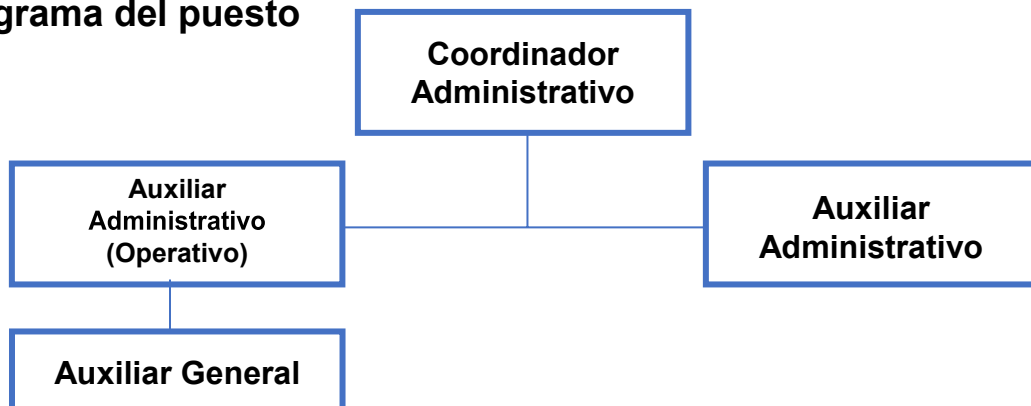 grama del puesto
Coordinador
Administrativo
Auxiliar
Administrativo
(Operativo)
Auxiliar
Administrativo
Auxiliar General